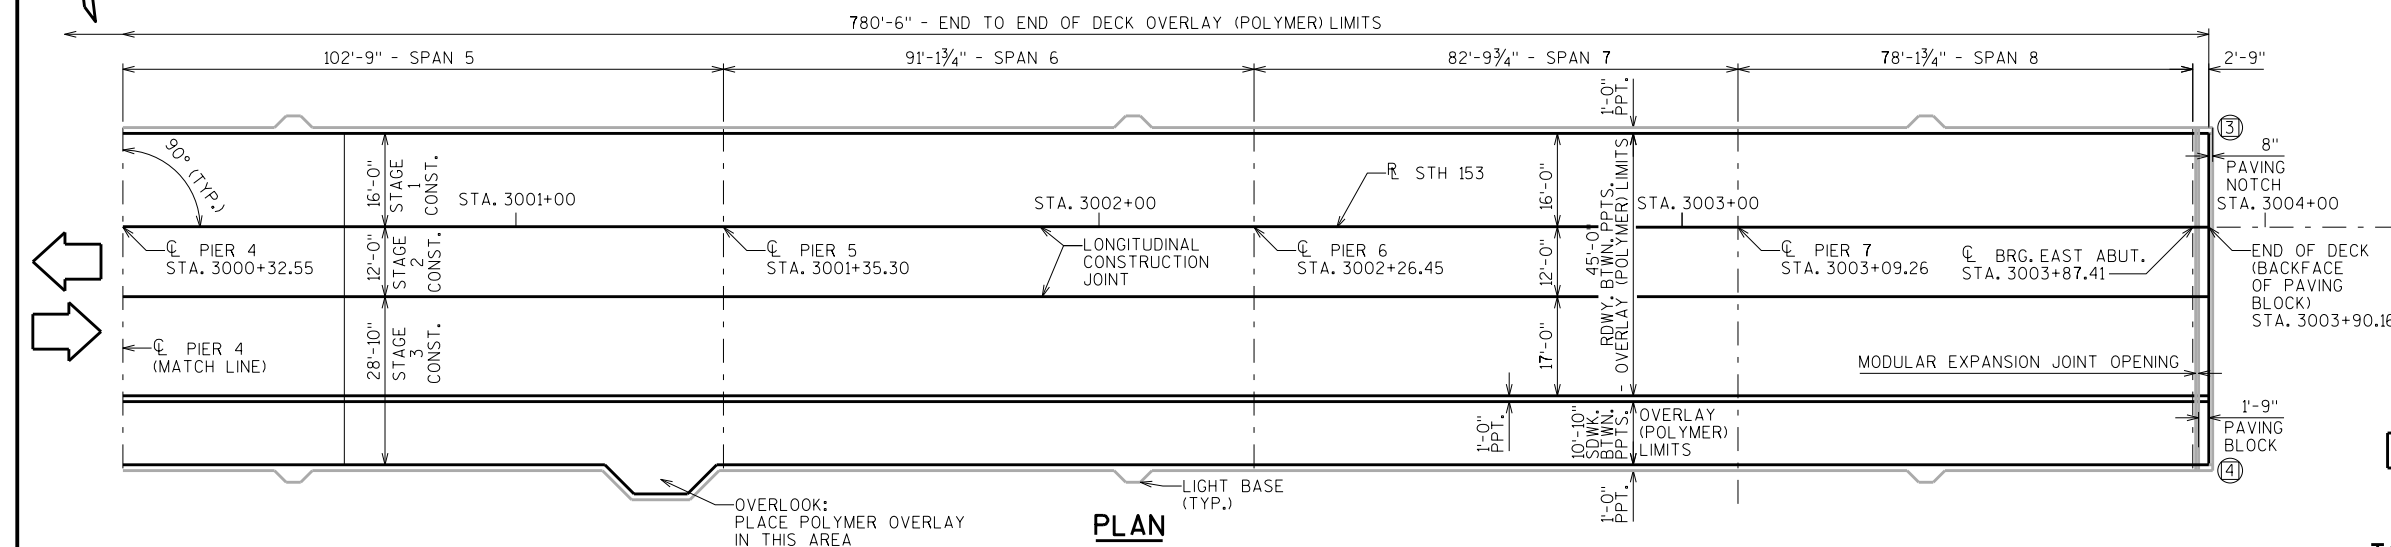 780'-6" - END TO END OF DECK OVERLAY (POLYMER) LIMITS
102'-9" - SPAN 5
91'-1¾" - SPAN 6
82'-9¾" - SPAN 7
78'-1¾" - SPAN 8
2'-9"
1'-0"
PPT.
3
90° (TYP.)
16'-0"
STAGE
1
CONST.
STA. 3001+00
STA. 3002+00
℞ STH 153
16'-0"
STA. 3003+00
8"
PAVING
NOTCH
STA. 3004+00
℄ PIER 4
STA. 3000+32.55
12'-0"
STAGE
2
CONST.
℄ PIER 5
STA. 3001+35.30
LONGITUDINAL
CONSTRUCTION
JOINT
℄ PIER 6
STA. 3002+26.45
12'-0"
45'-0"
RDWY. BTWN. PPTS.
- OVERLAY (POLYMER) LIMITS
℄ PIER 7
STA. 3003+09.26
℄ BRG. EAST ABUT.
STA. 3003+87.41
END OF DECK
(BACKFACE
OF PAVING
BLOCK)
STA. 3003+90.16
℄ PIER 4
(MATCH LINE)
28'-10"
STAGE
3
CONST.
17'-0"
MODULAR EXPANSION JOINT OPENING
1'-0"
PPT.
10'-10"
SDWK.
BTWN.
PPTS.
OVERLAY
(POLYMER)
LIMITS
1'-9"
PAVING
BLOCK
4
OVERLOOK:
PLACE POLYMER OVERLAY
IN THIS AREA
LIGHT BASE
(TYP.)
1'-0"
PPT.
PLAN